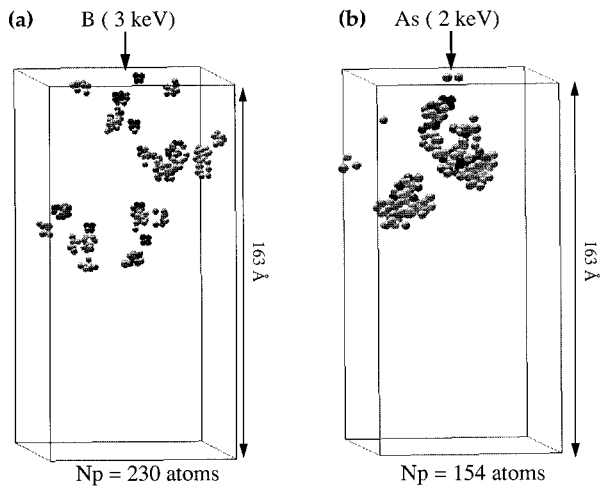 (a) B ( 3 keV)
163 Å
Np = 230 atoms
(b) As ( 2 keV)
163 Å
Np = 154 atoms